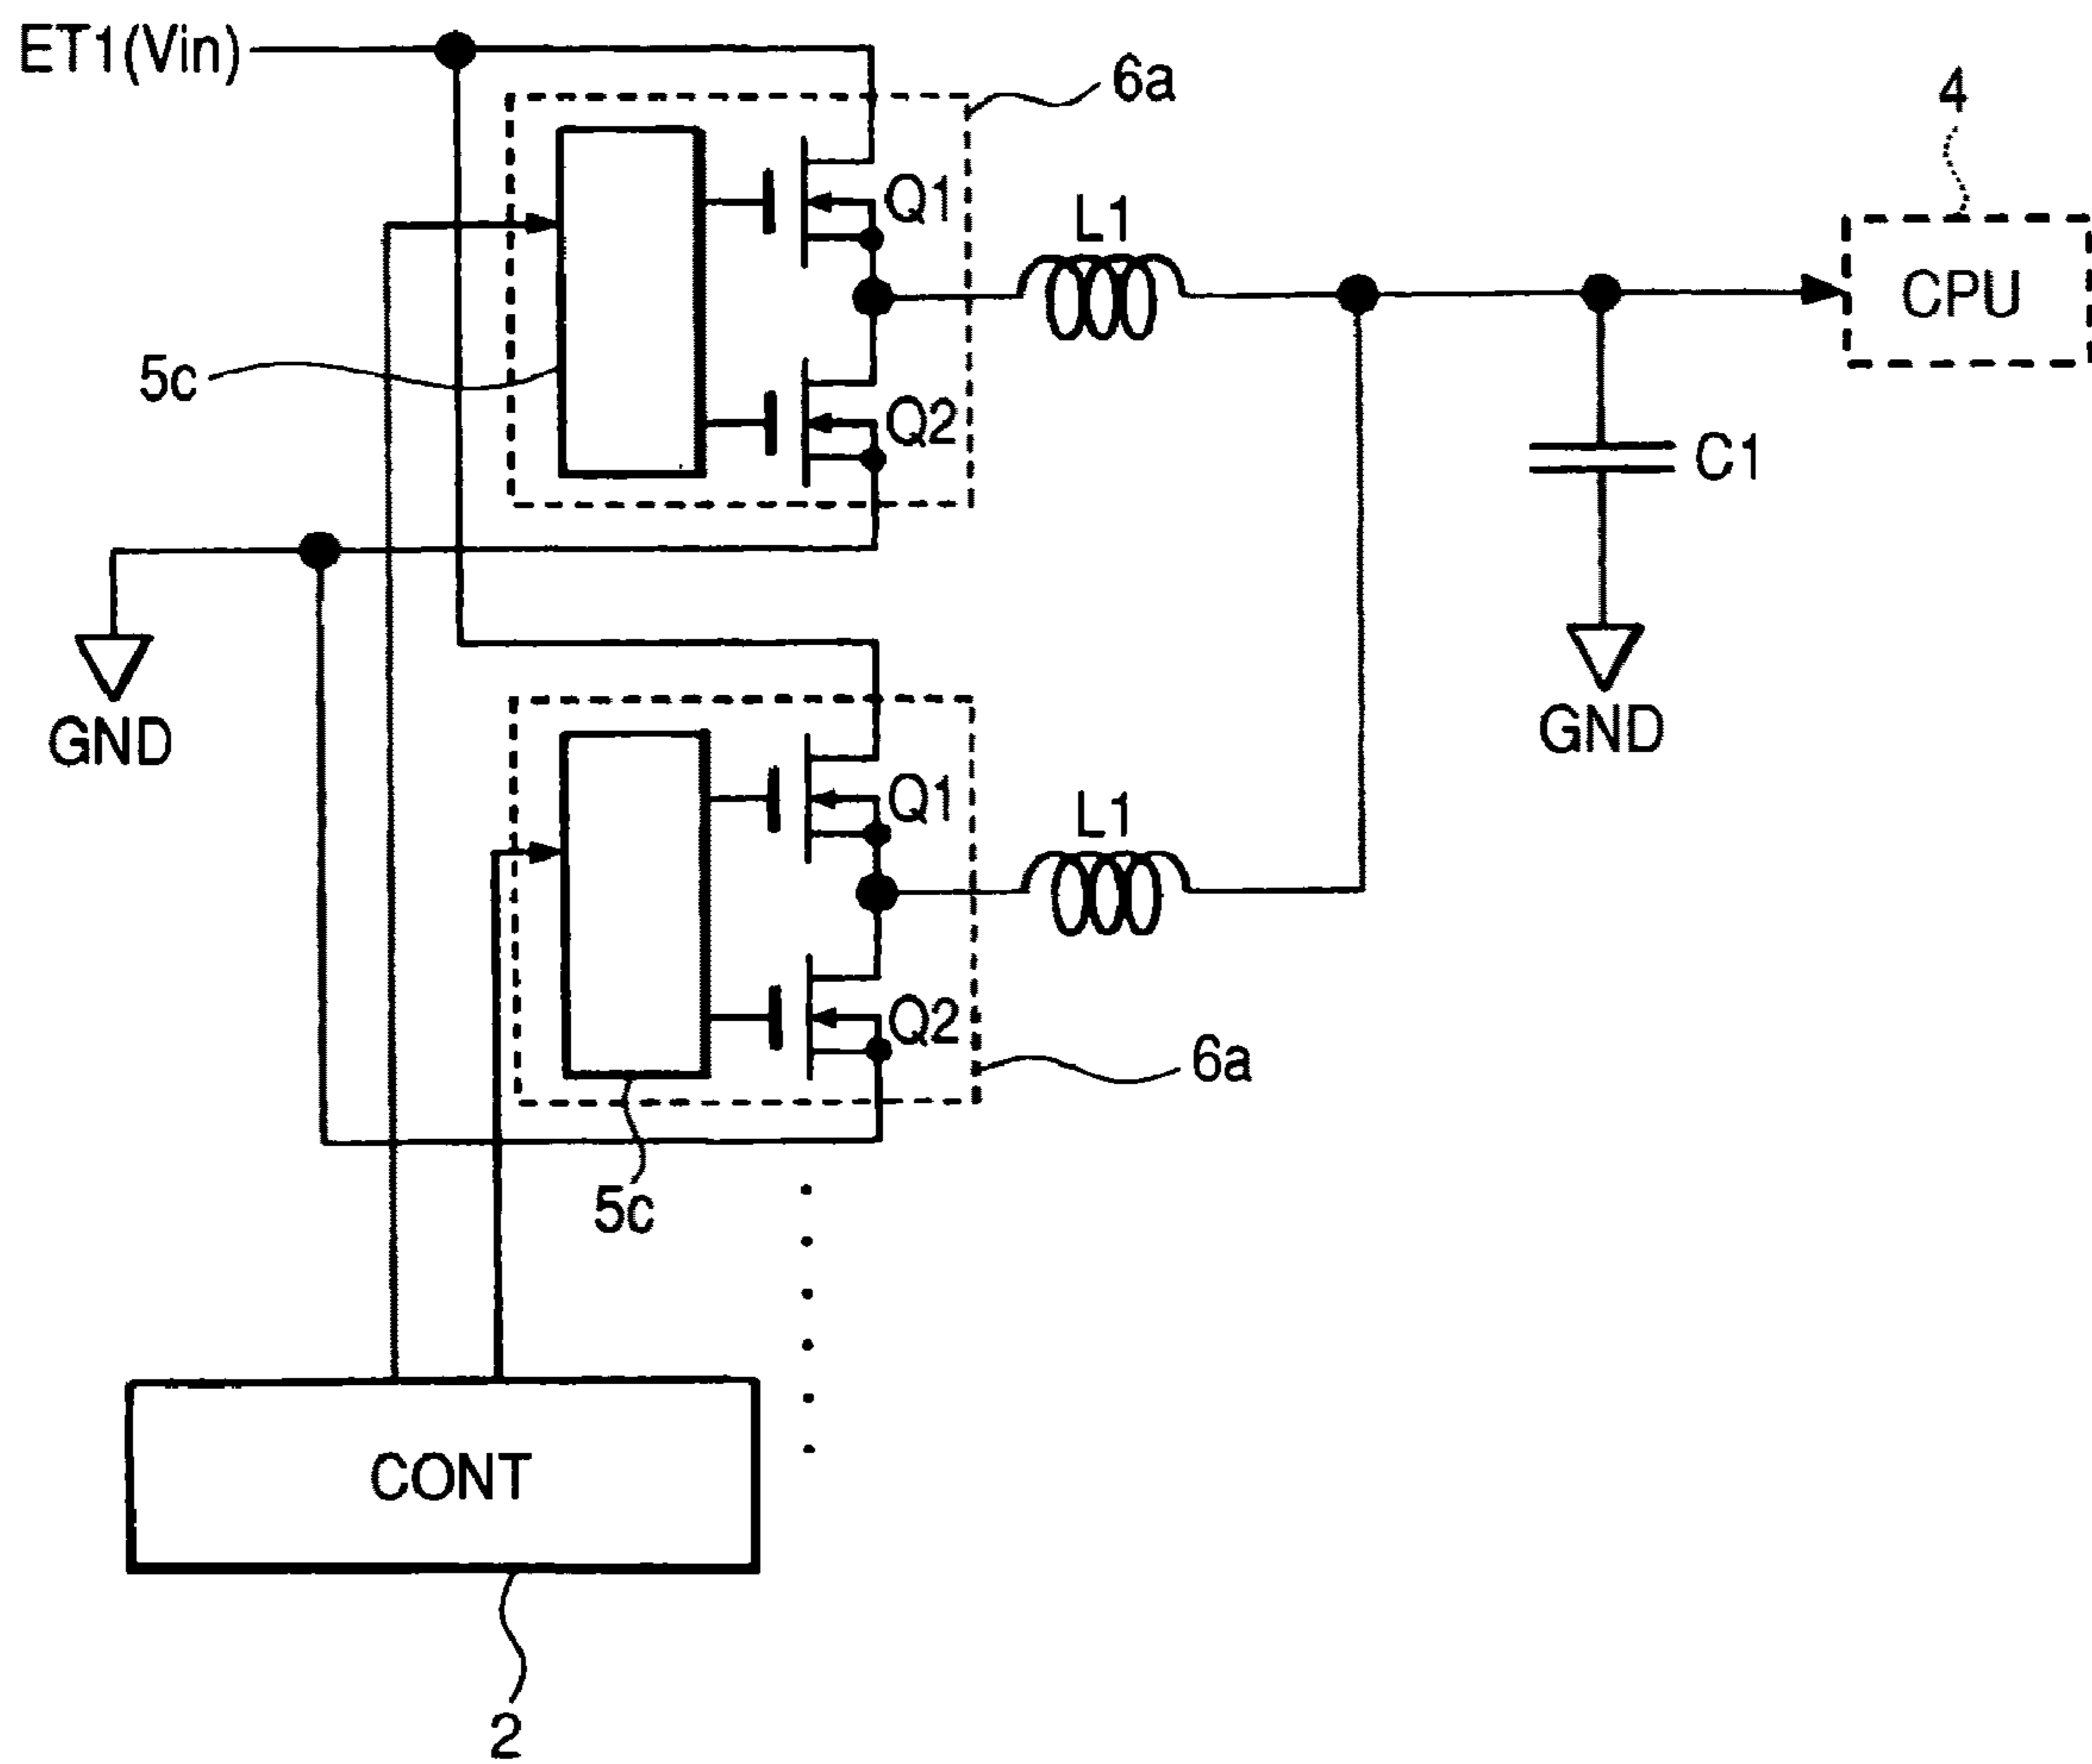 ET1(Vin)
6a
4
Q1
L1
CPU
5c
Q2
C1
GND
GND
Q1
L1
Q2
6a
5c
CONT
2